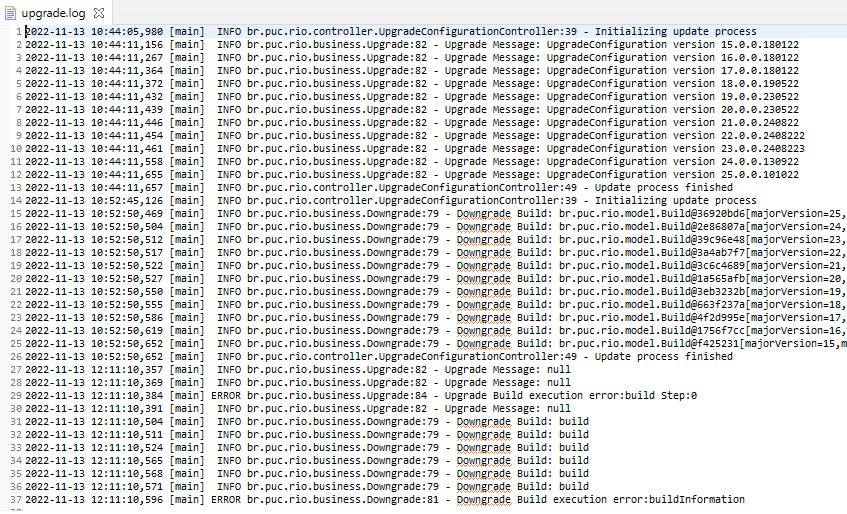 upgrade.log
1 2022-11-13 10:44:05,980 [main] INFO br.puc.rio.controller.UpgradeConfigurationController:39 - Initializing update process
2 2022-11-13 10:44:11,156 [main] INFO br.puc.rio.business.Upgrade:82 - Upgrade Message: UpgradeConfiguration version 15.0.0.180122
3 2022-11-13 10:44:11,267 [main] INFO br.puc.rio.business.Upgrade:82 - Upgrade Message: UpgradeConfiguration version 16.0.0.180122
4 2022-11-13 10:44:11,364 [main] INFO br.puc.rio.business.Upgrade:82 - Upgrade Message: UpgradeConfiguration version 17.0.0.180122
5 2022-11-13 10:44:11,372 [main] INFO br.puc.rio.business.Upgrade:82 - Upgrade Message: UpgradeConfiguration version 18.0.0.190522
6 2022-11-13 10:44:11,432 [main] INFO br.puc.rio.business.Upgrade:82 - Upgrade Message: UpgradeConfiguration version 19.0.0.230522
7 2022-11-13 10:44:11,439 [main] INFO br.puc.rio.business.Upgrade:82 - Upgrade Message: UpgradeConfiguration version 20.0.0.230522
8 2022-11-13 10:44:11,446 [main] INFO br.puc.rio.business.Upgrade:82 - Upgrade Message: UpgradeConfiguration version 21.0.0.240822
9 2022-11-13 10:44:11,454 [main] INFO br.puc.rio.business.Upgrade:82 - Upgrade Message: UpgradeConfiguration version 22.0.0.2408222
10 2022-11-13 10:44:11,461 [main] INFO br.puc.rio.business.Upgrade:82 - Upgrade Message: UpgradeConfiguration version 23.0.0.2408223
11 2022-11-13 10:44:11,558 [main] INFO br.puc.rio.business.Upgrade:82 - Upgrade Message: UpgradeConfiguration version 24.0.0.130922
12 2022-11-13 10:44:11,655 [main] INFO br.puc.rio.business.Upgrade:82 - Upgrade Message: UpgradeConfiguration version 25.0.0.101022
13 2022-11-13 10:44:11,657 [main] INFO br.puc.rio.controller.UpgradeConfigurationController:49 - Update process finished
14 2022-11-13 10:52:45,126 [main] INFO br.puc.rio.controller.UpgradeConfigurationController:39 - Initializing update process
15 2022-11-13 10:52:50,469 [main] INFO br.puc.rio.business.Downgrade:79 - Downgrade Build: br.puc.rio.model.Build@36920bd6[majorVersion=25,
16 2022-11-13 10:52:50,504 [main] INFO br.puc.rio.business.Downgrade:79 - Downgrade Build: br.puc.rio.model.Build@2e86807a[majorVersion=24,
17 2022-11-13 10:52:50,512 [main] INFO br.puc.rio.business.Downgrade:79 - Downgrade Build: br.puc.rio.model.Build@39c96e48[majorVersion=23,
18 2022-11-13 10:52:50,517 [main] INFO br.puc.rio.business.Downgrade:79 - Downgrade Build: br.puc.rio.model.Build@3a4ab7f7[majorVersion=22,
19 2022-11-13 10:52:50,522 [main] INFO br.puc.rio.business.Downgrade:79 - Downgrade Build: br.puc.rio.model.Build@3c6c4689[majorVersion=21,
20 2022-11-13 10:52:50,527 [main] INFO br.puc.rio.business.Downgrade:79 - Downgrade Build: br.puc.rio.model.Build@1a565afb[majorVersion=20,
21 2022-11-13 10:52:50,550 [main] INFO br.puc.rio.business.Downgrade:79 - Downgrade Build: br.puc.rio.model.Build@3eb3232b[majorVersion=19,
22 2022-11-13 10:52:50,555 [main] INFO br.puc.rio.business.Downgrade:79 - Downgrade Build: br.puc.rio.model.Build@663f237a[majorVersion=18,
23 2022-11-13 10:52:50,586 [main] INFO br.puc.rio.business.Downgrade:79 - Downgrade Build: br.puc.rio.model.Build@4f2d995e[majorVersion=17,
24 2022-11-13 10:52:50,619 [main] INFO br.puc.rio.business.Downgrade:79 - Downgrade Build: br.puc.rio.model.Build@1756f7cc[majorVersion=16,
25 2022-11-13 10:52:50,652 [main] INFO br.puc.rio.business.Downgrade:79 - Downgrade Build: br.puc.rio.model.Build@f425231[majorVersion=15,m
26 2022-11-13 10:52:50,652 [main] INFO br.puc.rio.controller.UpgradeConfigurationController:49 - Update process finished
27 2022-11-13 12:11:10,357 [main] INFO br.puc.rio.business.Upgrade:82 - Upgrade Message: null
28 2022-11-13 12:11:10,369 [main] INFO br.puc.rio.business.Upgrade:82 - Upgrade Message: null
29 2022-11-13 12:11:10,384 [main] ERROR br.puc.rio.business.Upgrade:84 - Upgrade Build execution error:build Step:0
30 2022-11-13 12:11:10,391 [main] INFO br.puc.rio.business.Upgrade:82 - Upgrade Message: null
31 2022-11-13 12:11:10,504 [main] INFO br.puc.rio.business.Downgrade:79 - Downgrade Build: build
32 2022-11-13 12:11:10,511 [main] INFO br.puc.rio.business.Downgrade:79 - Downgrade Build: build
33 2022-11-13 12:11:10,524 [main] INFO br.puc.rio.business.Downgrade:79 - Downgrade Build: build
34 2022-11-13 12:11:10,565 [main] INFO br.puc.rio.business.Downgrade:79 - Downgrade Build: build
35 2022-11-13 12:11:10,568 [main] INFO br.puc.rio.business.Downgrade:79 - Downgrade Build: build
36 2022-11-13 12:11:10,571 [main] INFO br.puc.rio.business.Downgrade:79 - Downgrade Build: build
37 2022-11-13 12:11:10,596 [main] ERROR br.puc.rio.business.Downgrade:81 - Downgrade Build execution error:buildInformation